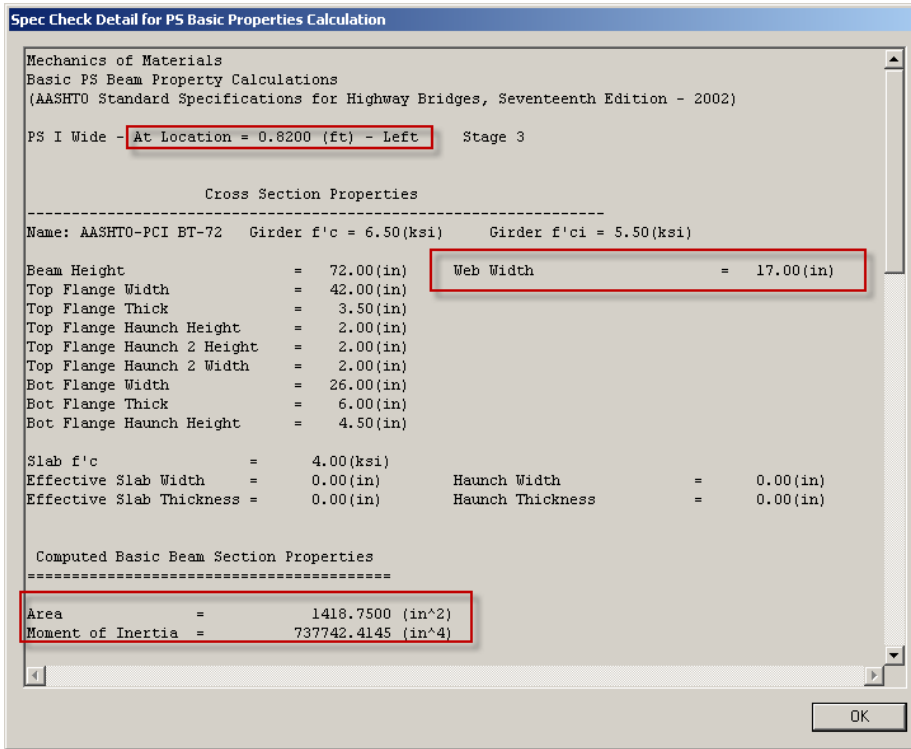 Spec Check Detail for PS Basic Properties Calculation
Mechanics of Materials
Basic PS Beam Property Calculations
(AASHTO Standard Specifications for Highway Bridges, Seventeenth Edition - 2002)
PS I Wide - At Location = 0.8200 (ft) - Left Stage 3
Cross Section Properties
----------------------------------------------------------------
Name: AASHTO-PCI BT-72 Girder f'c = 6.50(ksi) Girder f'ci = 5.50(ksi)
Beam Height = 72.00(in) Web Width = 17.00(in)
Top Flange Width = 42.00(in)
Top Flange Thick = 3.50(in)
Top Flange Haunch Height = 2.00(in)
Top Flange Haunch 2 Height = 2.00(in)
Top Flange Haunch 2 Width = 2.00(in)
Bot Flange Width = 26.00(in)
Bot Flange Thick = 6.00(in)
Bot Flange Haunch Height = 4.50(in)
Slab f'c = 4.00(ksi)
Effective Slab Width = 0.00(in) Haunch Width = 0.00(in)
Effective Slab Thickness = 0.00(in) Haunch Thickness = 0.00(in)
Computed Basic Beam Section Properties
=========================================
Area = 1418.7500 (in^2)
Moment of Inertia = 737742.4145 (in^4)
OK